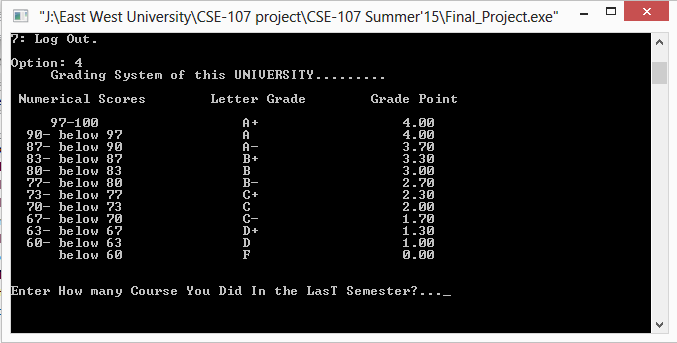 "J:\East West University\CSE-107 project\CSE-107 Summer'15\Final_Project.exe"
7: Log Out.
Option: 4
Grading System of this UNIVERSITY.........
Numerical Scores Letter Grade Grade Point
97-100 A+ 4.00
90- below 97 A 4.00
87- below 90 A- 3.70
83- below 87 B+ 3.30
80- below 83 B 3.00
77- below 80 B- 2.70
73- below 77 C+ 2.30
70- below 73 C 2.00
67- below 70 C- 1.70
63- below 67 D+ 1.30
60- below 63 D 1.00
below 60 F 0.00
Enter How many Course You Did In the LasT Semester?..._